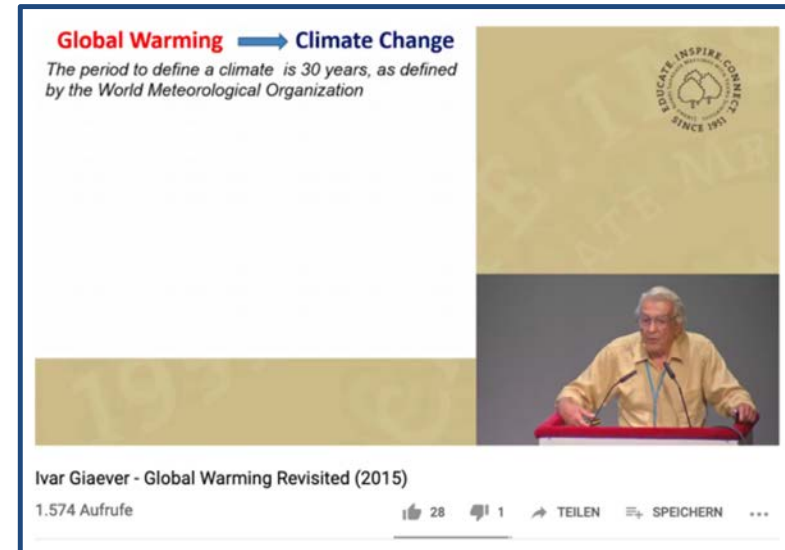 Global Warming Climate Change
The period to define a climate is 30 years, as defined
by the World Meteorological Organization
EDUCATE. INSPIRE. CONNECT.
SINCE 1951
Ivar Giaever - Global Warming Revisited (2015)
1.574 Aufrufe
28 1 TEILEN SPEICHERN ...